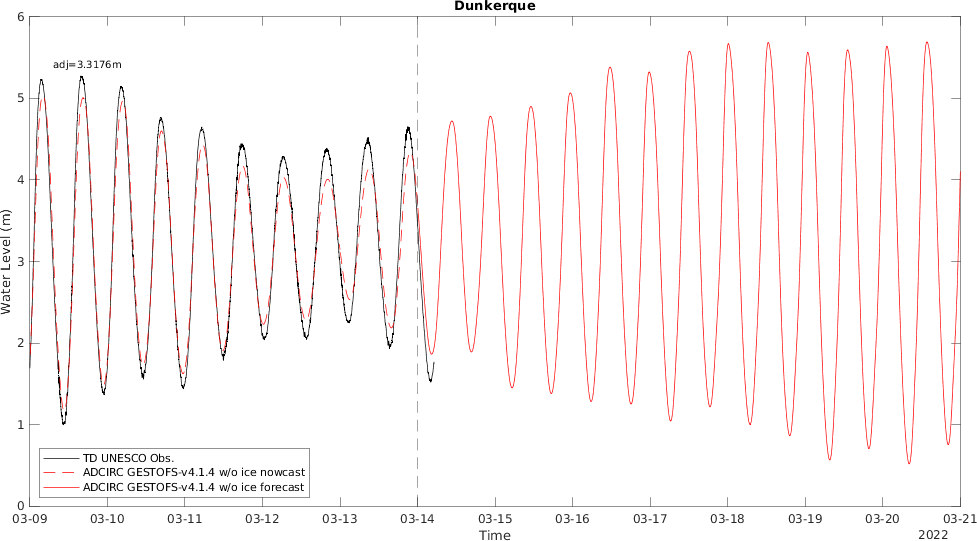 Dunkerque
adj=3.3176m
6
5
4
3
2
1
0
Water Level (m)
TD UNESCO Obs.
ADCIRC GESTOFS-v4.1.4 w/o ice nowcast
ADCIRC GESTOFS-v4.1.4 w/o ice forecast
03-09 03-10 03-11 03-12 03-13 03-14 03-15 03-16 03-17 03-18 03-19 03-20 03-21
Time
2022